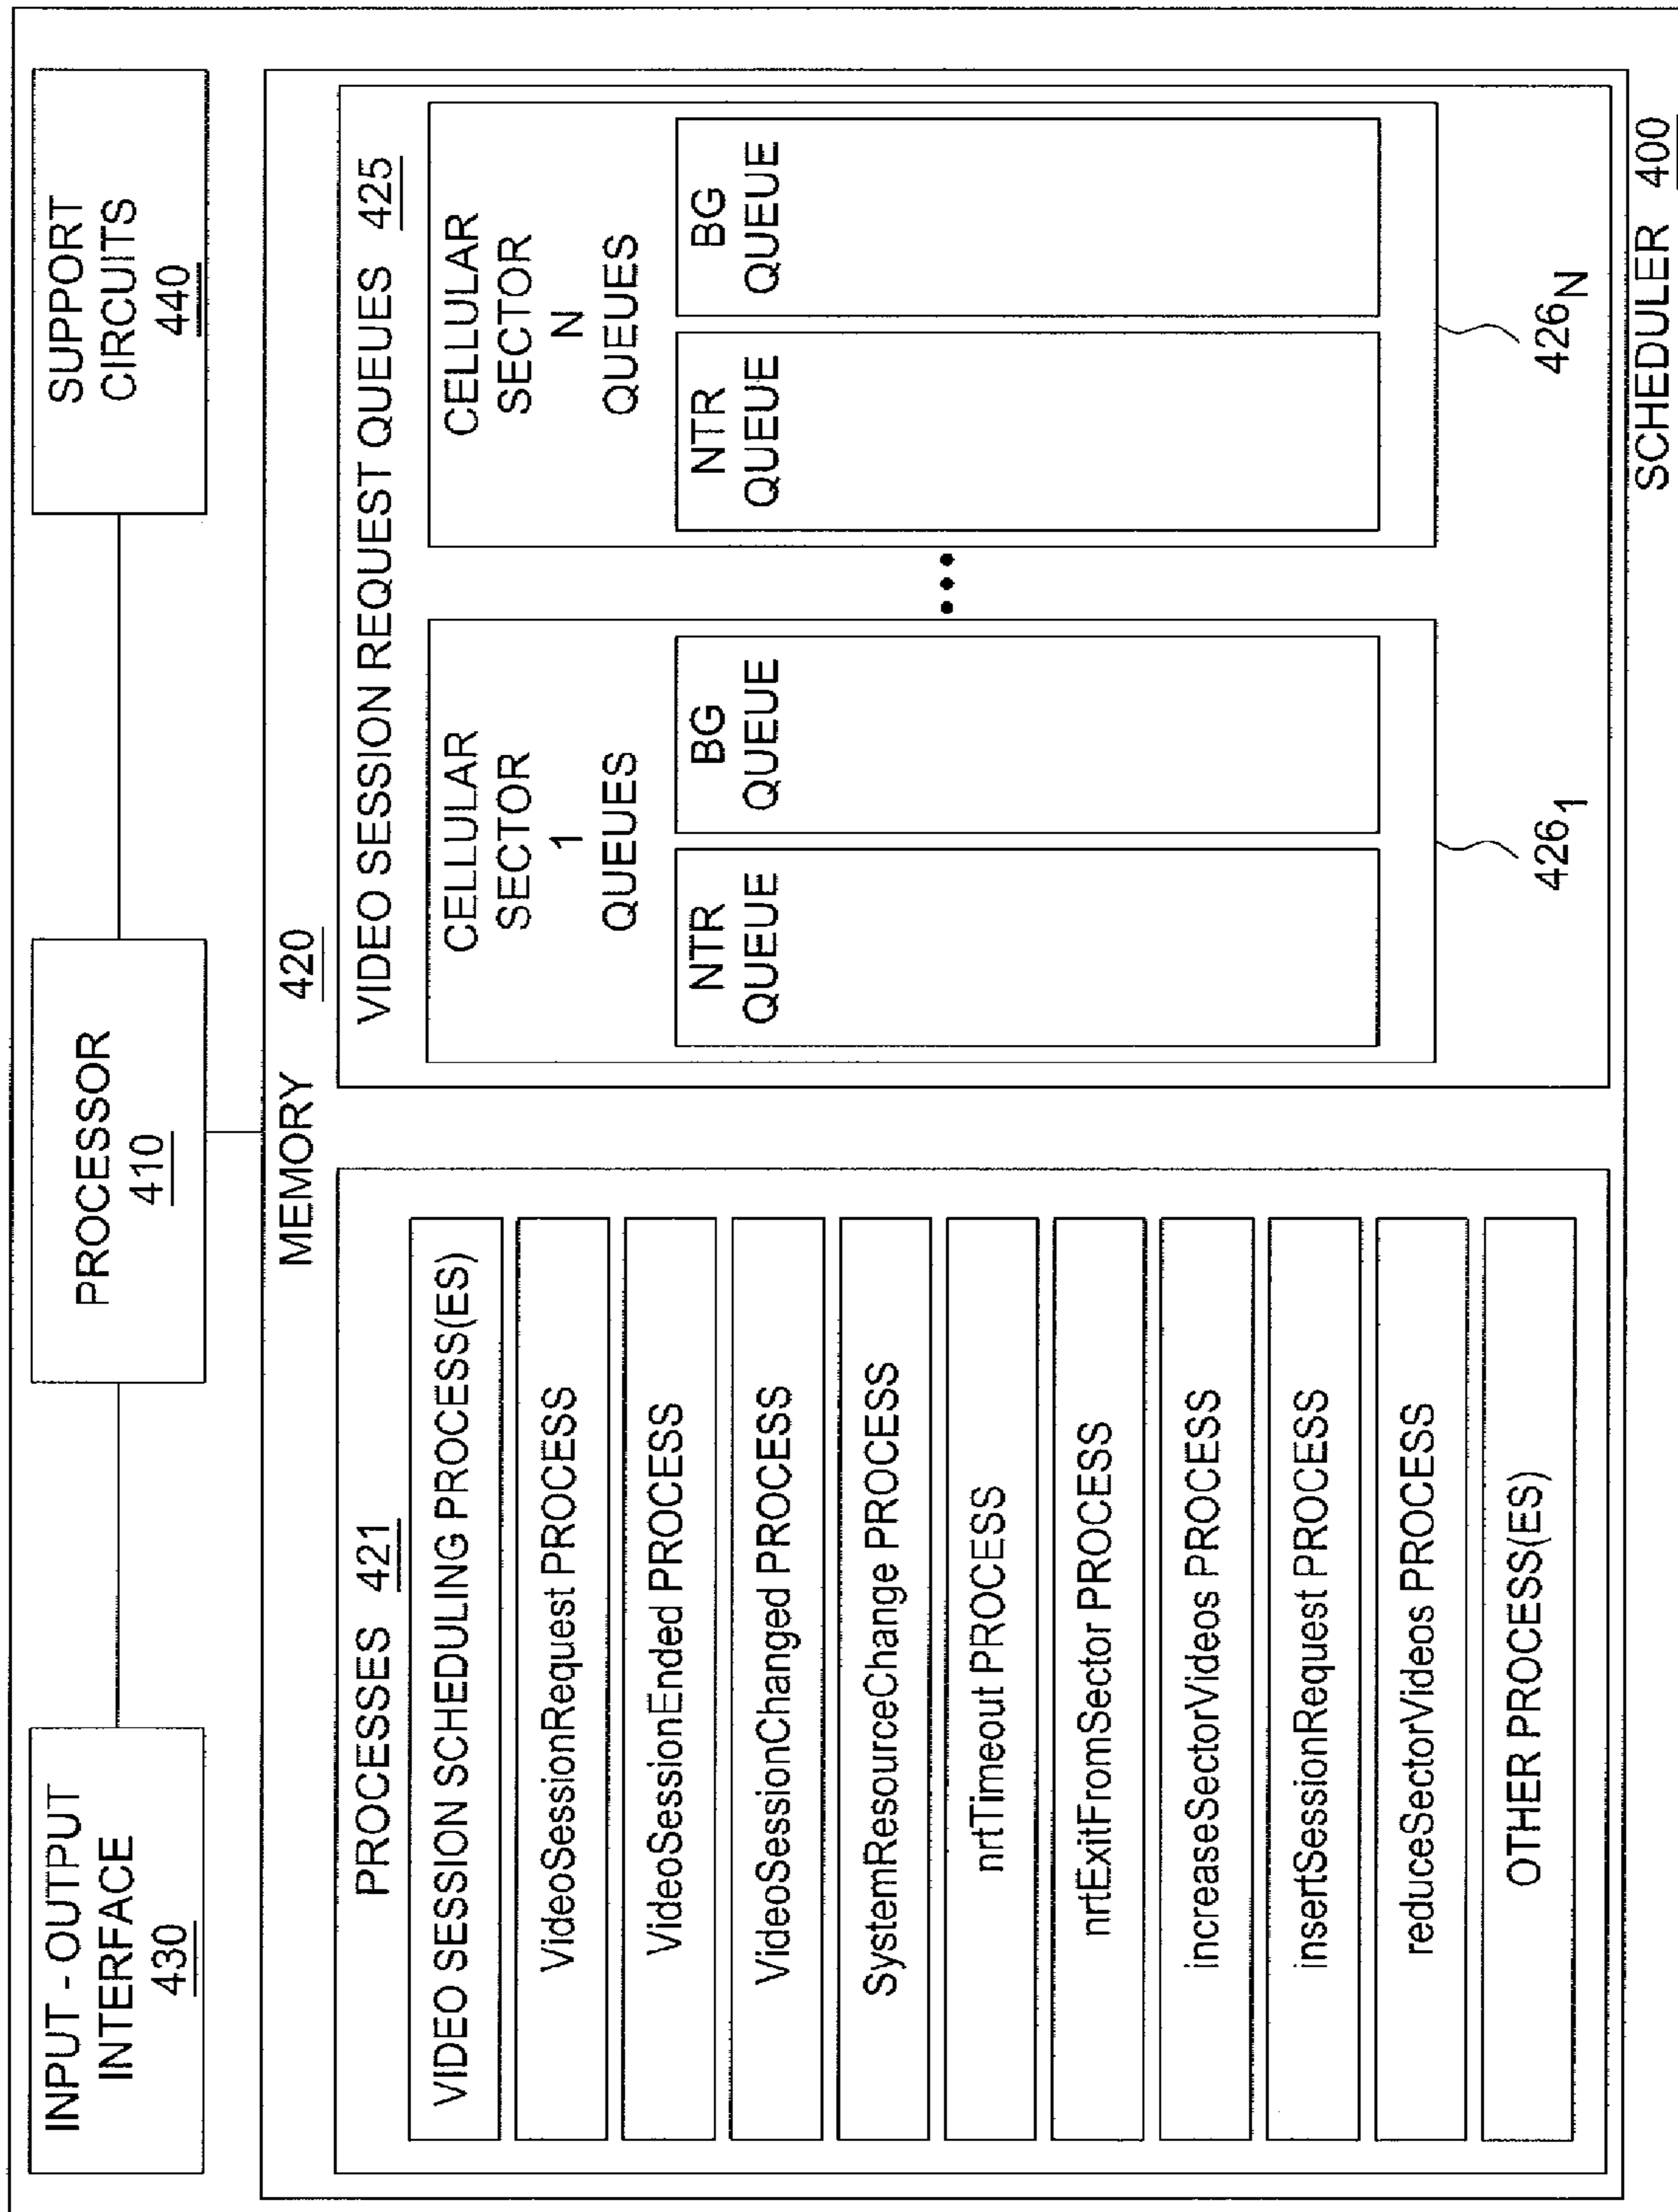 INPUT - OUTPUT
INTERFACE
430
PROCESSOR
410
SUPPORT
CIRCUITS
440
MEMORY 420
PROCESSES 421
VIDEO SESSION SCHEDULING PROCESS(ES)
VideoSessionRequest PROCESS
VideoSessionEnded PROCESS
VideoSessionChanged PROCESS
SystemResourceChange PROCESS
nrtTimeout PROCESS
nrtExitFromSector PROCESS
increaseSectorVideos PROCESS
insertSessionRequest PROCESS
reduceSectorVideos PROCESS
OTHER PROCESS(ES)
VIDEO SESSION REQUEST QUEUES 425
CELLULAR
SECTOR
1
QUEUES
NTR
QUEUE
BG
QUEUE
426₁
•••
CELLULAR
SECTOR
N
QUEUES
NTR
QUEUE
BG
QUEUE
426N
SCHEDULER 400